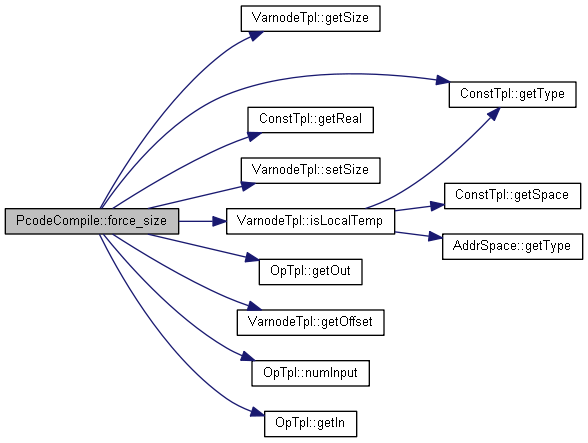 VarnodeTpl::getSize
ConstTpl::getType
ConstTpl::getReal
VarnodeTpl::setSize
ConstTpl::getSpace
PcodeCompile::force_size
VarnodeTpl::isLocalTemp
AddrSpace::getType
OpTpl::getOut
VarnodeTpl::getOffset
OpTpl::numInput
OpTpl::getIn